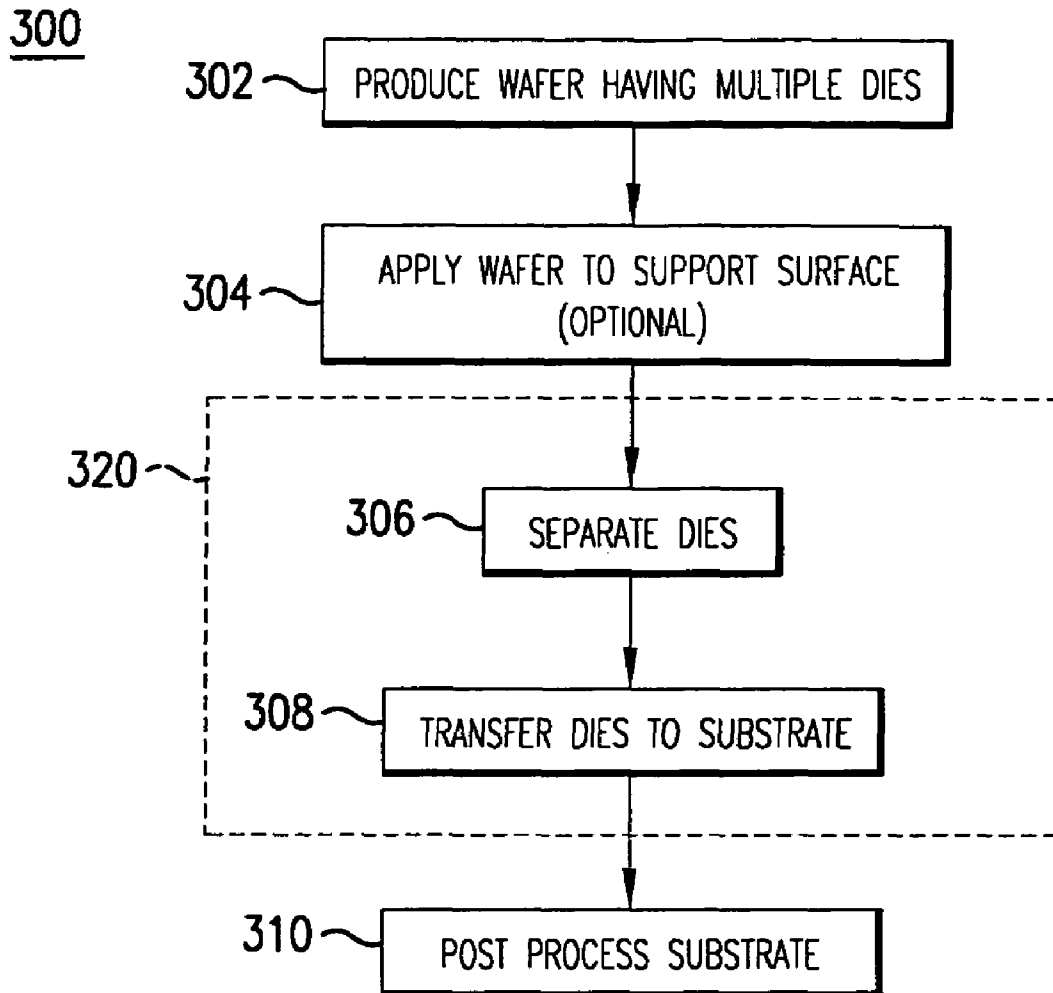 300
302
PRODUCE WAFER HAVING MULTIPLE DIES
304
APPLY WAFER TO SUPPORT SURFACE
(OPTIONAL)
320
306
SEPARATE DIES
308
TRANSFER DIES TO SUBSTRATE
310
POST PROCESS SUBSTRATE